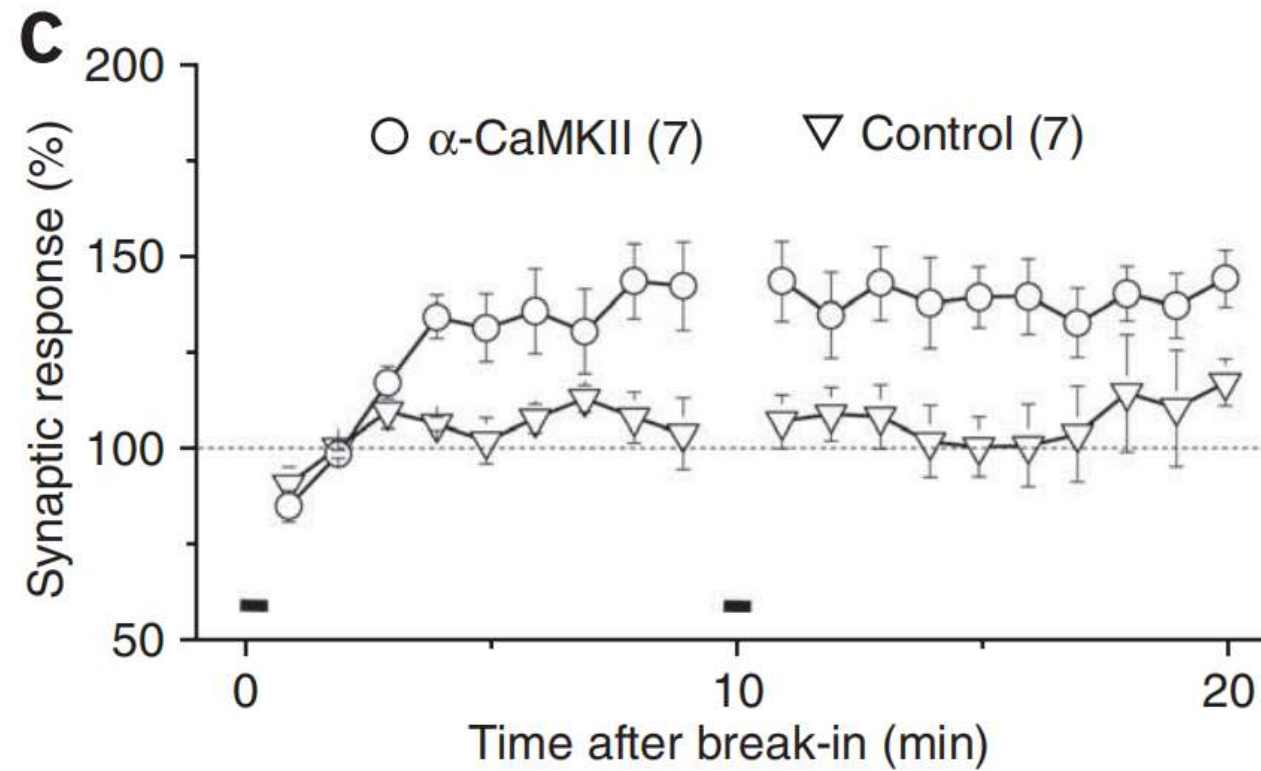 C
200
α-CaMKII (7) Control (7)
150
100
50
Synaptic response (%)
0 10 20
Time after break-in (min)